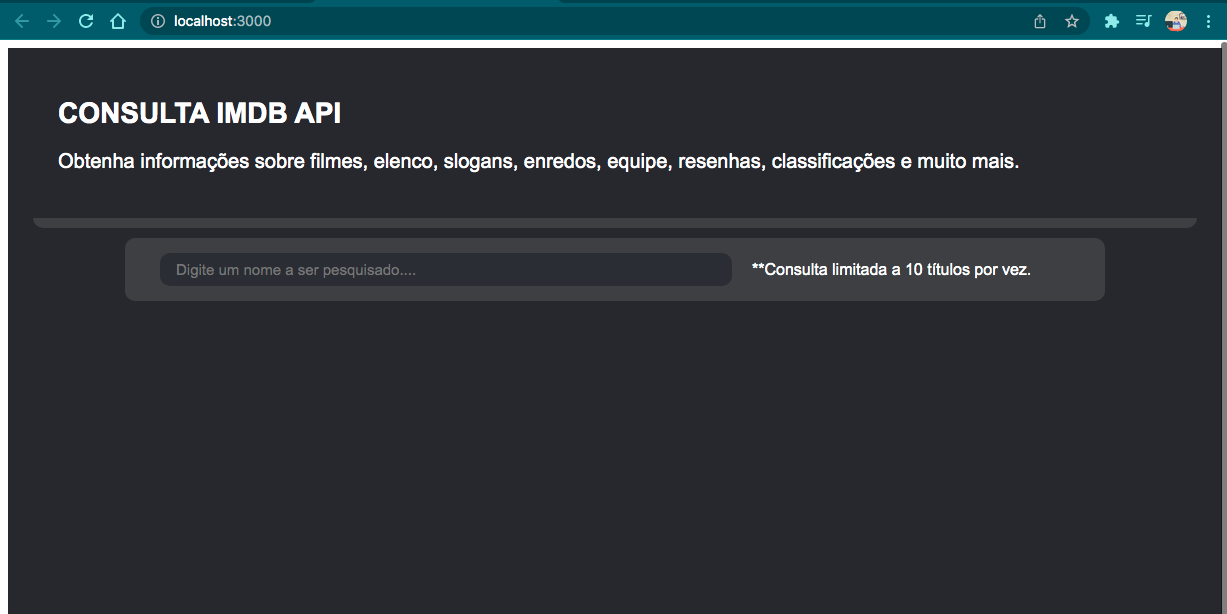 localhost:3000
CONSULTA IMDB API
Obtenha informações sobre filmes, elenco, slogans, enredos, equipe, resenhas, classificações e muito mais.
Digite um nome a ser pesquisado....
**Consulta limitada a 10 títulos por vez.